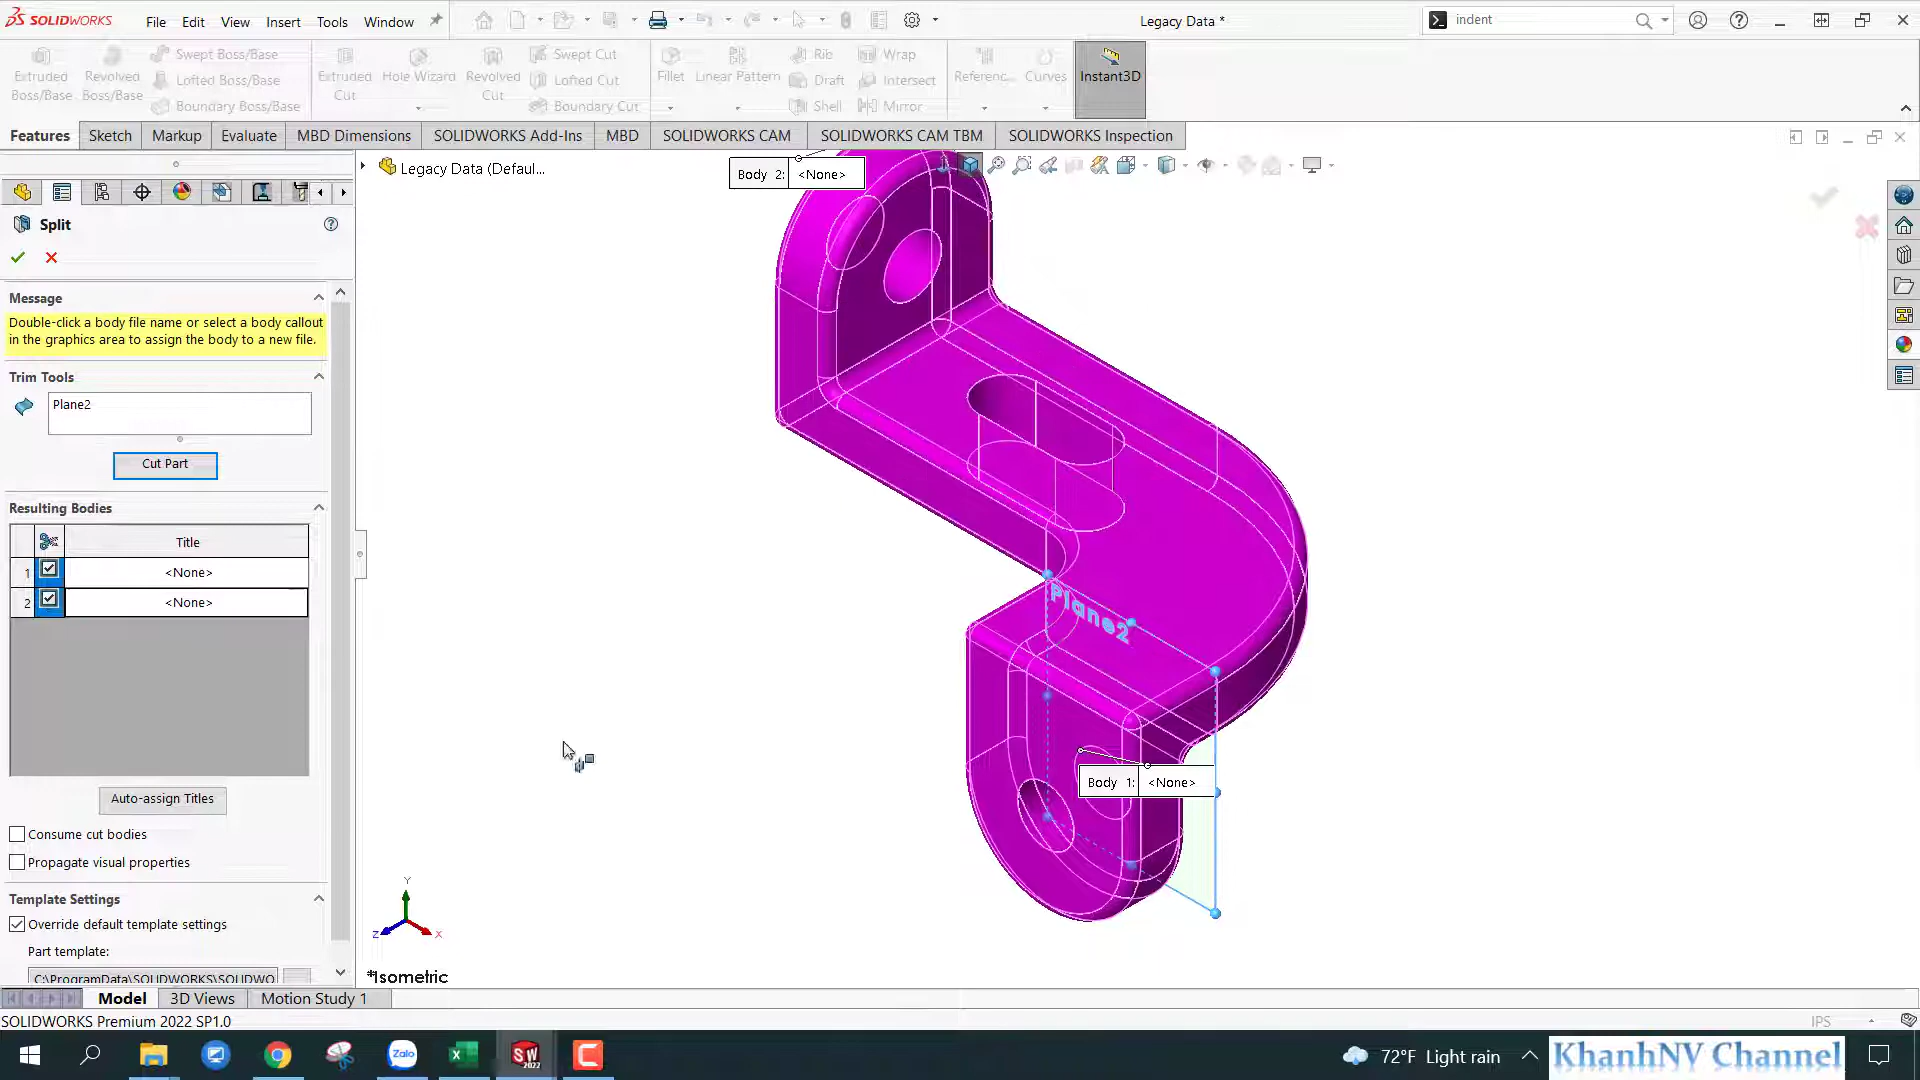 SOLIDWORKS File Edit View Insert Tools Window Legacy Data * indent
Extruded Boss/Base
Revolved Boss/Base
Swept Boss/Base
Lofted Boss/Base
Boundary Boss/Base
Extruded Cut
Hole Wizard
Revolved Cut
Swept Cut
Lofted Cut
Boundary Cut
Fillet
Linear Pattern
Rib
Draft
Shell
Wrap
Intersect
Mirror
Referenc...
Curves
Instant3D
Features Sketch Markup Evaluate MBD Dimensions SOLIDWORKS Add-Ins MBD SOLIDWORKS CAM SOLIDWORKS CAM TBM SOLIDWORKS Inspection
Legacy Data (Defaul...
Body 2: <None>
Split
Message
Double-click a body file name or select a body callout
in the graphics area to assign the body to a new file.
Trim Tools
Plane2
Cut Part
Resulting Bodies
Title
1 <None>
2 <None>
Auto-assign Titles
Consume cut bodies
Propagate visual properties
Template Settings
Override default template settings
Part template:
C:\ProgramData\SOLIDWORKS\SOLIDWO
Plane2
Body 1: <None>
Y
Z
X
*Isometric
Model 3D Views Motion Study 1
SOLIDWORKS Premium 2022 SP1.0
IPS
Zalo
SW
2022
72°F Light rain
KhanhNV Channel